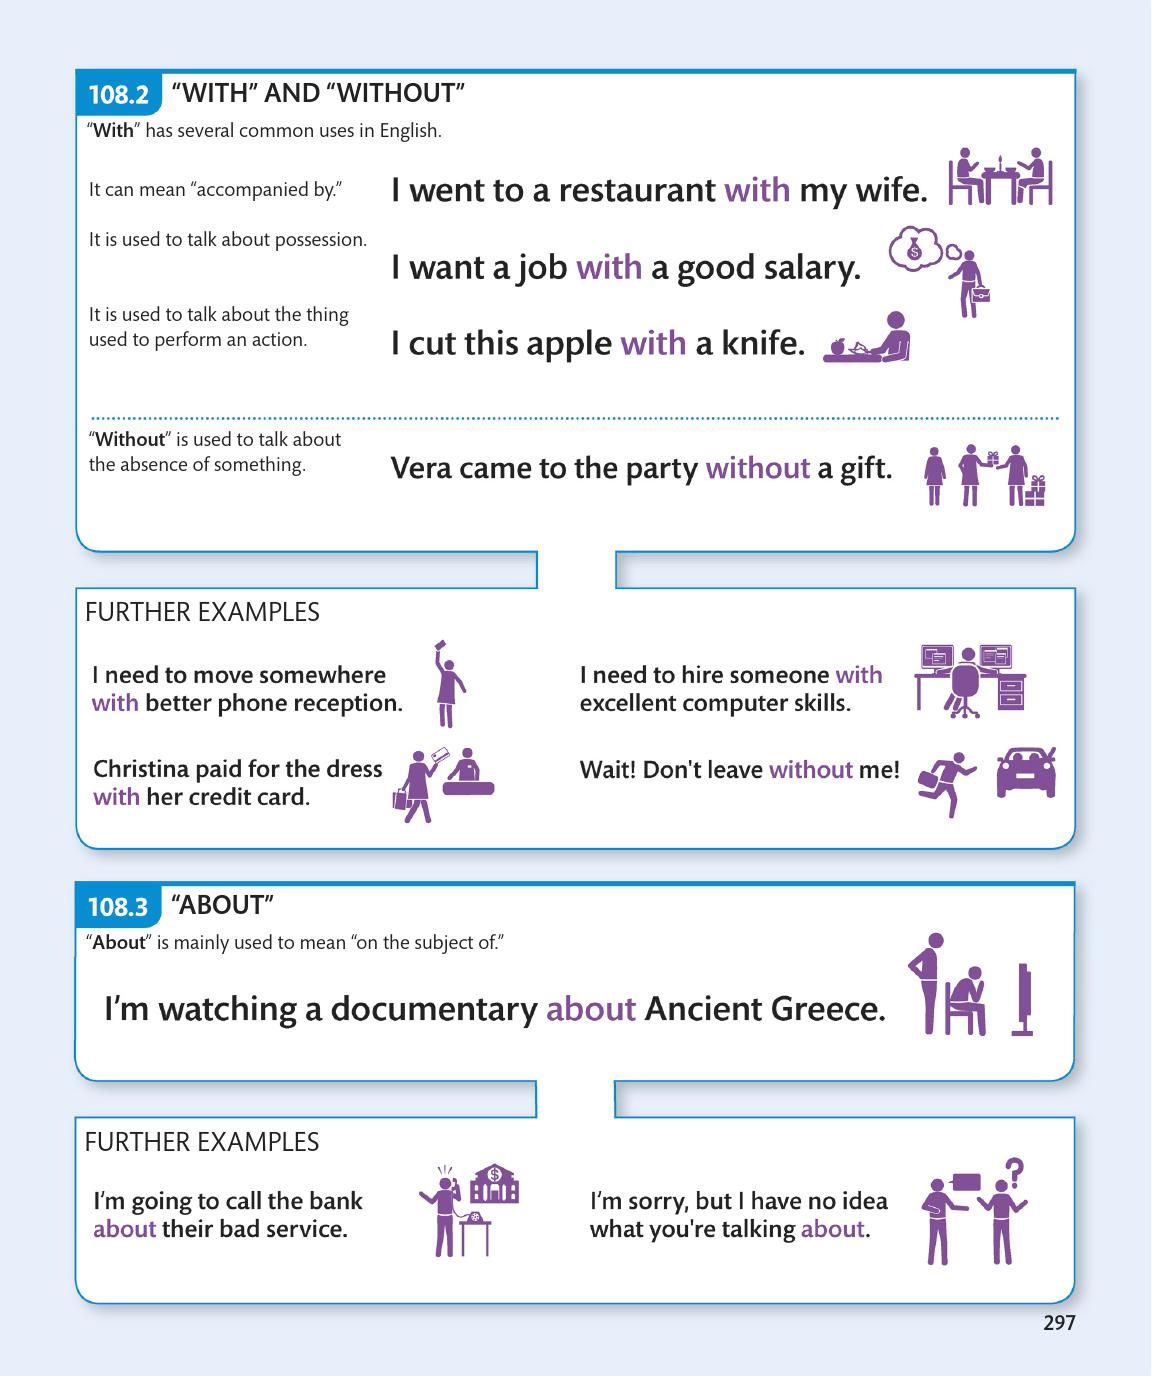 108.2 “WITH” AND “WITHOUT”
“With” has several common uses in English.
It can mean “accompanied by.”
I went to a restaurant with my wife.
It is used to talk about possession.
I want a job with a good salary.
It is used to talk about the thing
used to perform an action.
I cut this apple with a knife.
“Without” is used to talk about
the absence of something.
Vera came to the party without a gift.
FURTHER EXAMPLES
I need to move somewhere
with better phone reception.
I need to hire someone with
excellent computer skills.
Christina paid for the dress
with her credit card.
Wait! Don't leave without me!
108.3 “ABOUT”
“About” is mainly used to mean “on the subject of.”
I’m watching a documentary about Ancient Greece.
FURTHER EXAMPLES
I’m going to call the bank
about their bad service.
I’m sorry, but I have no idea
what you're talking about.
297